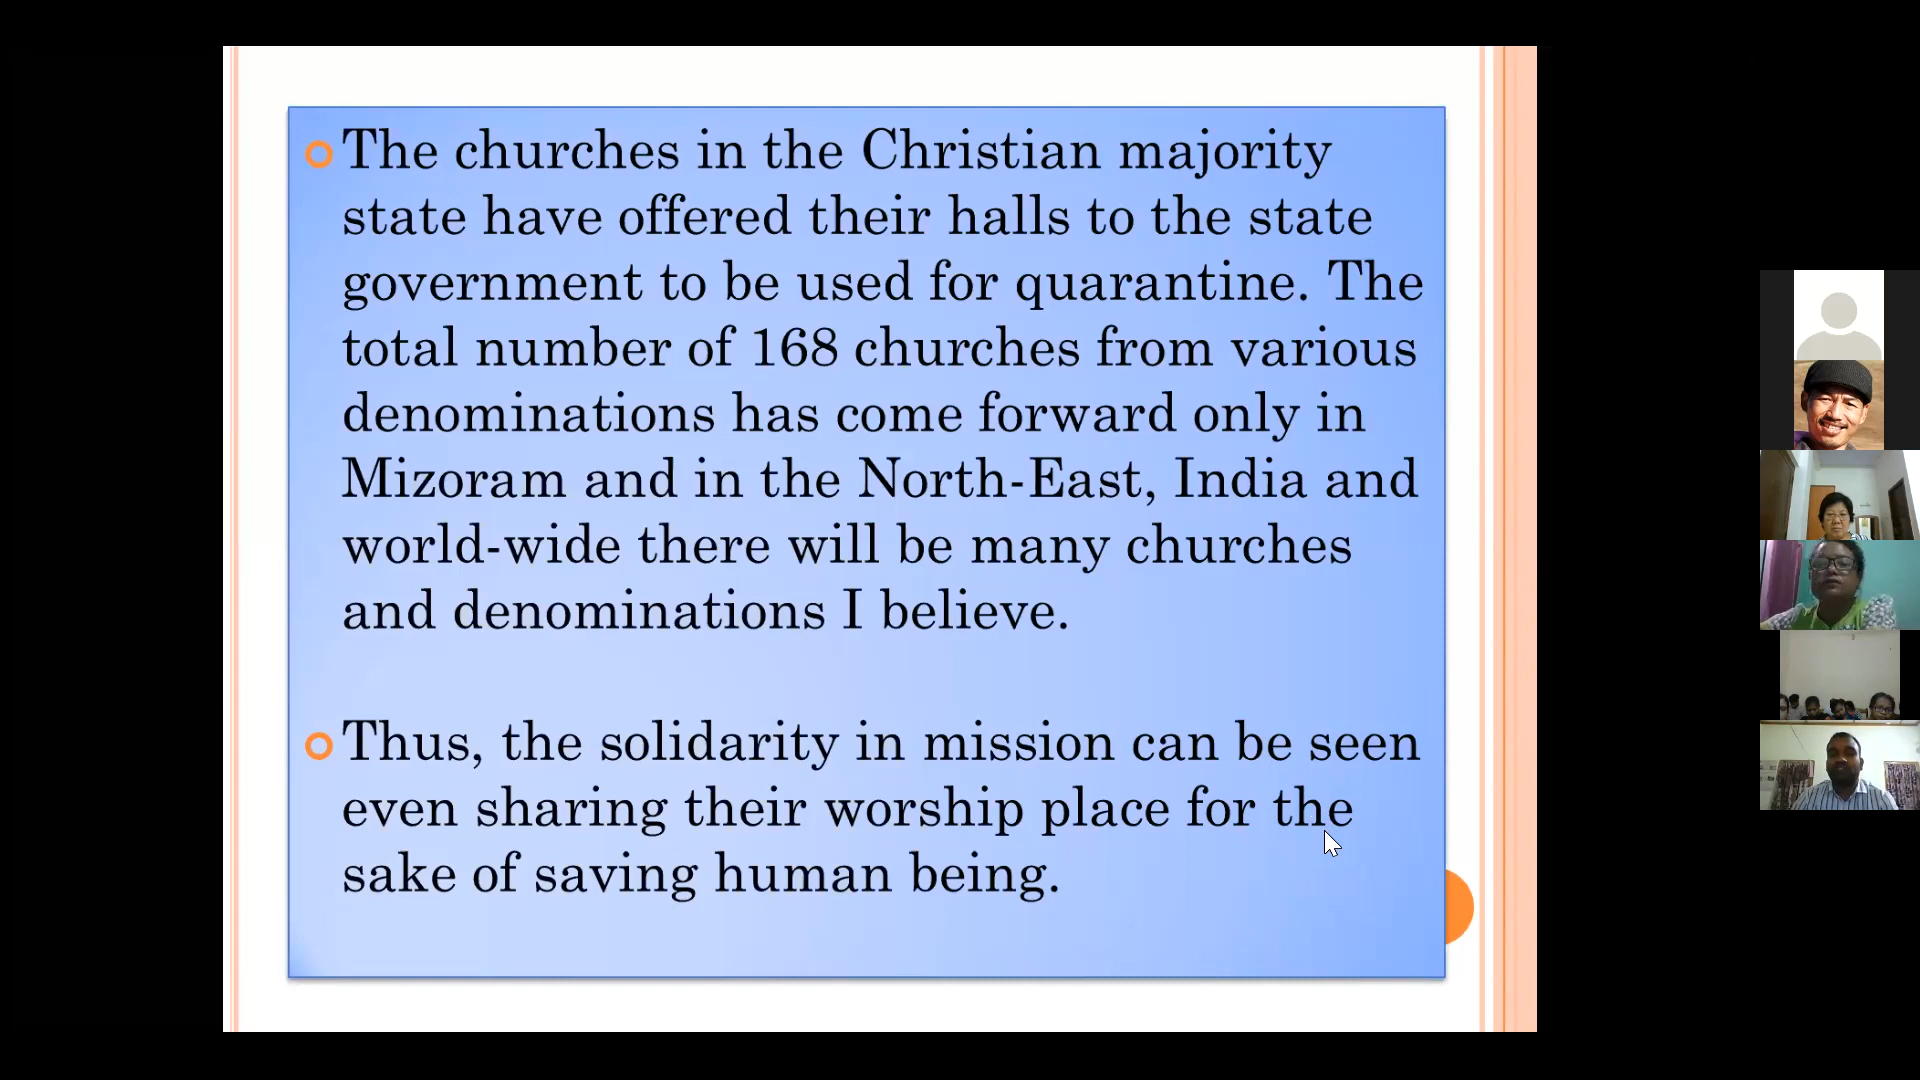 The churches in the Christian majority
state have offered their halls to the state
government to be used for quarantine. The
total number of 168 churches from various
denominations has come forward only in
Mizoram and in the North-East, India and
world-wide there will be many churches
and denominations I believe.
Thus, the solidarity in mission can be seen
even sharing their worship place for the
sake of saving human being.